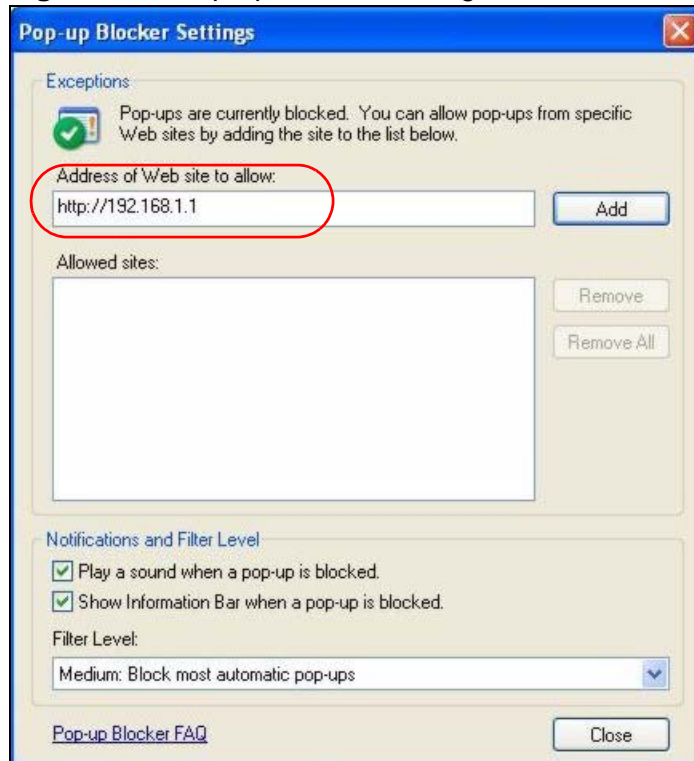 Pop-up Blocker Settings
Exceptions
Pop-ups are currently blocked. You can allow pop-ups from specific
Web sites by adding the site to the list below.
Address of Web site to allow:
http://192.168.1.1
Add
Allowed sites:
Remove
Remove All
Notifications and Filter Level
Play a sound when a pop-up is blocked.
Show Information Bar when a pop-up is blocked.
Filter Level:
Medium: Block most automatic pop-ups
Pop-up Blocker FAQ
Close